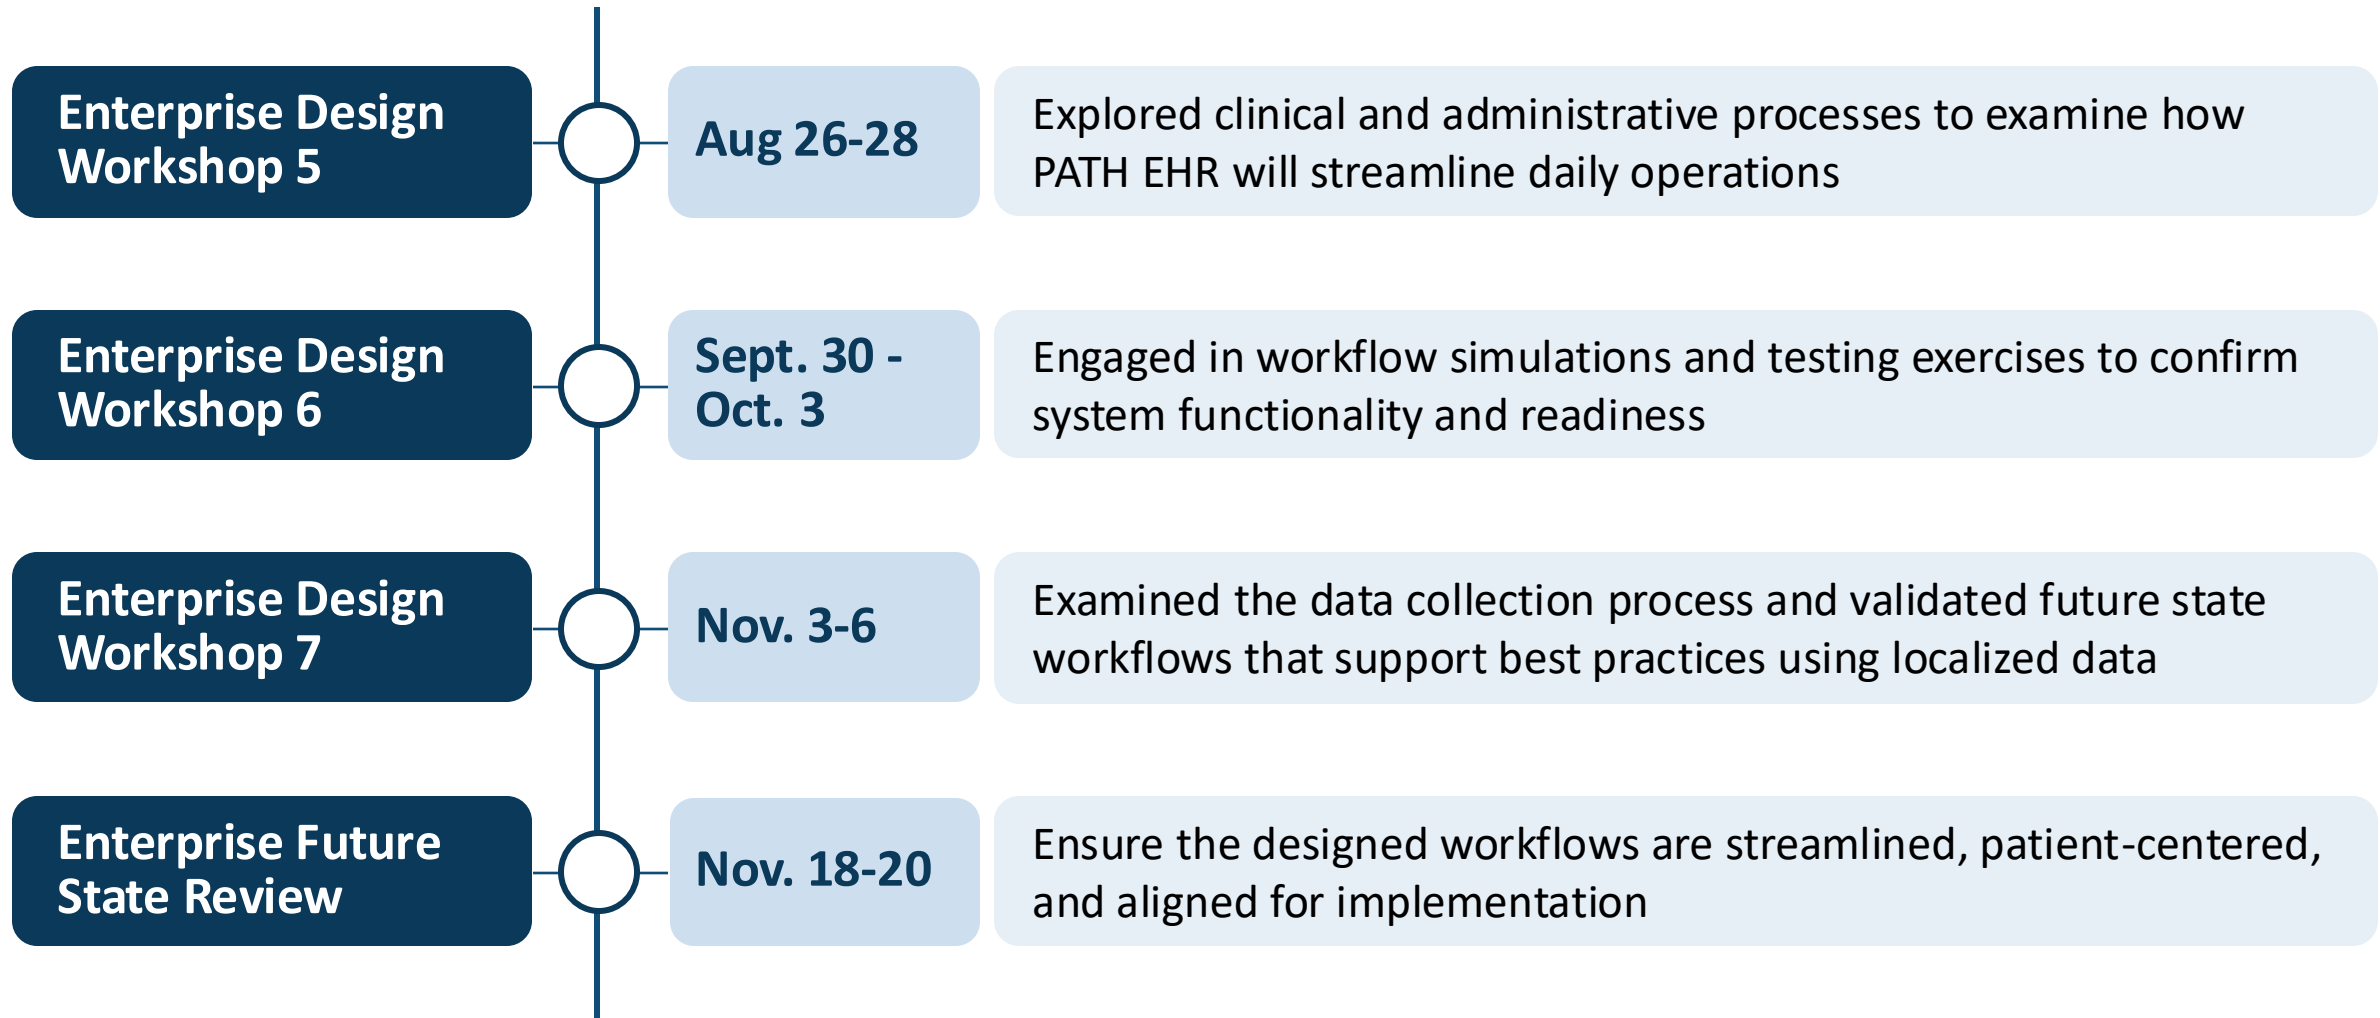 Enterprise Design
Workshop 5
Aug 26-28
Explored clinical and administrative processes to examine how
PATH EHR will streamline daily operations
Enterprise Design
Workshop 6
Sept. 30 -
Oct. 3
Engaged in workflow simulations and testing exercises to confirm
system functionality and readiness
Enterprise Design
Workshop 7
Nov. 3-6
Examined the data collection process and validated future state
workflows that support best practices using localized data
Enterprise Future
State Review
Nov. 18-20
Ensure the designed workflows are streamlined, patient-centered,
and aligned for implementation